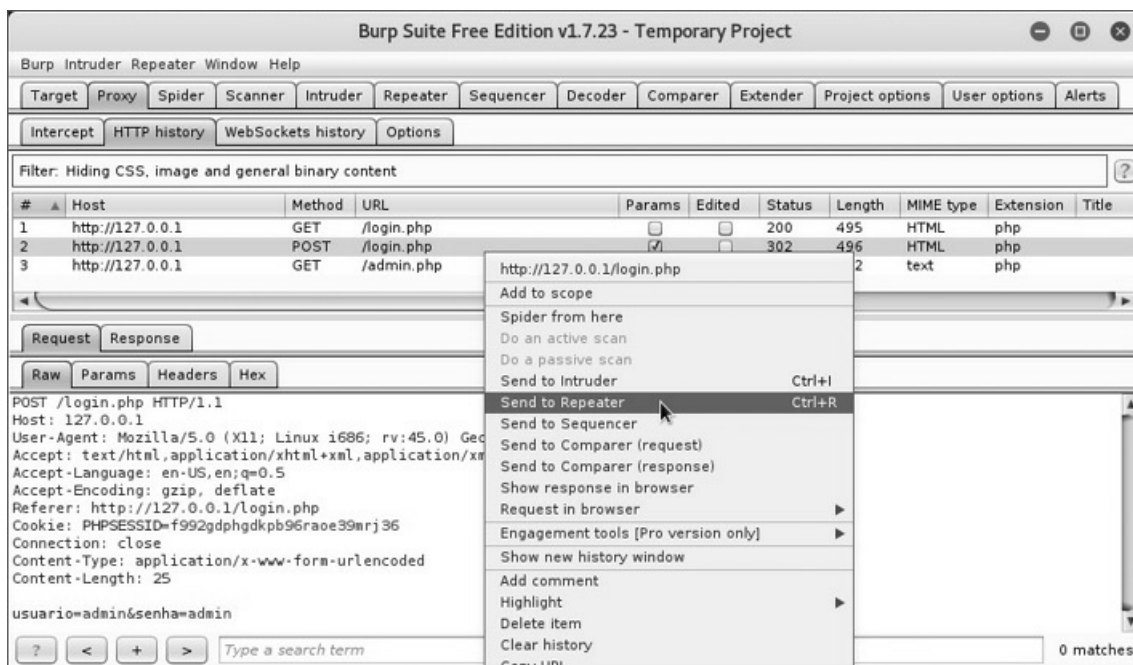 Burp Suite Free Edition v1.7.23 - Temporary Project
Burp Intruder Repeater Window Help
Target Proxy Spider Scanner Intruder Repeater Sequencer Decoder Comparer Extender Project options User options Alerts
Intercept HTTP history WebSockets history Options
Filter: Hiding CSS, image and general binary content ?
# Host Method URL Params Edited Status Length MIME type Extension Title
1 http://127.0.0.1 GET /login.php 200 495 HTML php
2 http://127.0.0.1 POST /login.php 302 496 HTML php
3 http://127.0.0.1 GET /admin.php 2 text php
http://127.0.0.1/login.php
Add to scope
Spider from here
Do an active scan
Do a passive scan
Send to Intruder Ctrl+I
Send to Repeater Ctrl+R
Send to Sequencer
Send to Comparer (request)
Send to Comparer (response)
Show response in browser
Request in browser
Engagement tools [Pro version only]
Show new history window
Add comment
Highlight
Delete item
Clear history
Copy URL
Request Response
Raw Params Headers Hex
POST /login.php HTTP/1.1
Host: 127.0.0.1
User-Agent: Mozilla/5.0 (X11; Linux i686; rv:45.0) Gec
Accept: text/html,application/xhtml+xml,application/xm
Accept-Language: en-US,en;q=0.5
Accept-Encoding: gzip, deflate
Referer: http://127.0.0.1/login.php
Cookie: PHPSESSID=f992gdphgdkpb96raoe39mrj36
Connection: close
Content-Type: application/x-www-form-urlencoded
Content-Length: 25
usuario=admin&senha=admin
? < + > Type a search term 0 matches